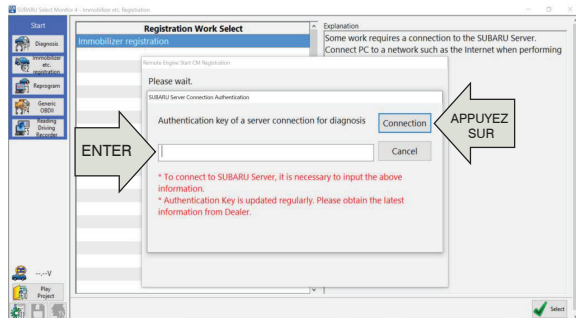 SUBARU Select Monitor 4 - Immobilizer etc. Registration
Start
Diagnosis
Immobilizer
etc.
registration
Reprogram
Generic
OBDII
Reading
Driving
Recorder
--.--V
Play
Project
Registration Work Select
Immobilizer registration
Explanation
Some work requires a connection to the SUBARU Server.
Connect PC to a network such as the Internet when performing
Remote Engine Start CM Registration
Please wait.
SUBARU Server Connection Authentication
Authentication key of a server connection for diagnosis
Connection
Cancel
* To connect to SUBARU Server, it is necessary to input the above
information.
* Authentication Key is updated regularly. Please obtain the latest
information from Dealer.
ENTER
APPUYEZ
SUR
Select